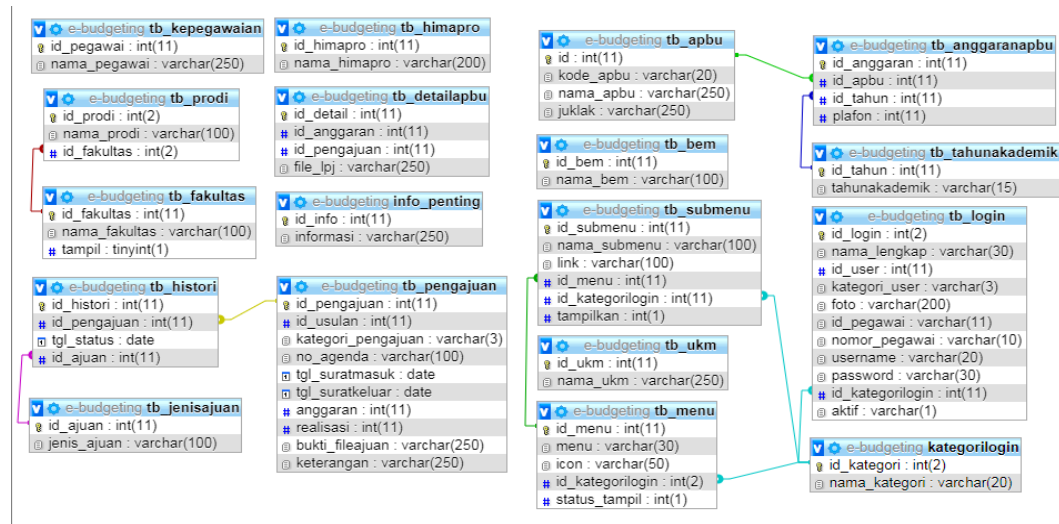 e-budgeting tb_kepegawaian
id_pegawai : int(11)
nama_pegawai : varchar(250)
e-budgeting tb_himapro
id_himapro : int(11)
nama_himapro : varchar(200)
e-budgeting tb_prodi
id_prodi : int(2)
nama_prodi : varchar(100)
id_fakultas : int(2)
e-budgeting tb_detailapbu
id_detail : int(11)
id_anggaran : int(11)
id_pengajuan : int(11)
file_lpj : varchar(250)
e-budgeting tb_fakultas
id_fakultas : int(11)
nama_fakultas : varchar(100)
tampil : tinyint(1)
e-budgeting info_penting
id_info : int(11)
informasi : varchar(250)
e-budgeting tb_histori
id_histori : int(11)
id_pengajuan : int(11)
tgl_status : date
id_ajuan : int(11)
e-budgeting tb_pengajuan
id_pengajuan : int(11)
id_usulan : int(11)
kategori_pengajuan : varchar(3)
no_agenda : varchar(100)
tgl_suratmasuk : date
tgl_suratkeluar : date
anggaran : int(11)
realisasi : int(11)
bukti_fileajuan : varchar(250)
keterangan : varchar(250)
e-budgeting tb_jenisajuan
id_ajuan : int(11)
jenis_ajuan : varchar(100)
e-budgeting tb_apbu
id : int(11)
kode_apbu : varchar(20)
nama_apbu : varchar(250)
juklak : varchar(250)
e-budgeting tb_anggaranapbu
id_anggaran : int(11)
id_apbu : int(11)
id_tahun : int(11)
plafon : int(11)
e-budgeting tb_bem
id_bem : int(11)
nama_bem : varchar(100)
e-budgeting tb_tahunakademik
id_tahun : int(11)
tahunakademik : varchar(15)
e-budgeting tb_submenu
id_submenu : int(11)
nama_submenu : varchar(100)
link : varchar(100)
id_menu : int(11)
id_kategorilogin : int(11)
tampilkan : int(1)
e-budgeting tb_login
id_login : int(2)
nama_lengkap : varchar(30)
id_user : int(11)
kategori_user : varchar(3)
foto : varchar(200)
id_pegawai : varchar(11)
nomor_pegawai : varchar(10)
username : varchar(20)
password : varchar(30)
id_kategorilogin : int(11)
aktif : varchar(1)
e-budgeting tb_ukm
id_ukm : int(11)
nama_ukm : varchar(250)
e-budgeting tb_menu
id_menu : int(11)
menu : varchar(30)
icon : varchar(50)
id_kategorilogin : int(2)
status_tampil : int(1)
e-budgeting kategorilogin
id_kategori : int(2)
nama_kategori : varchar(20)